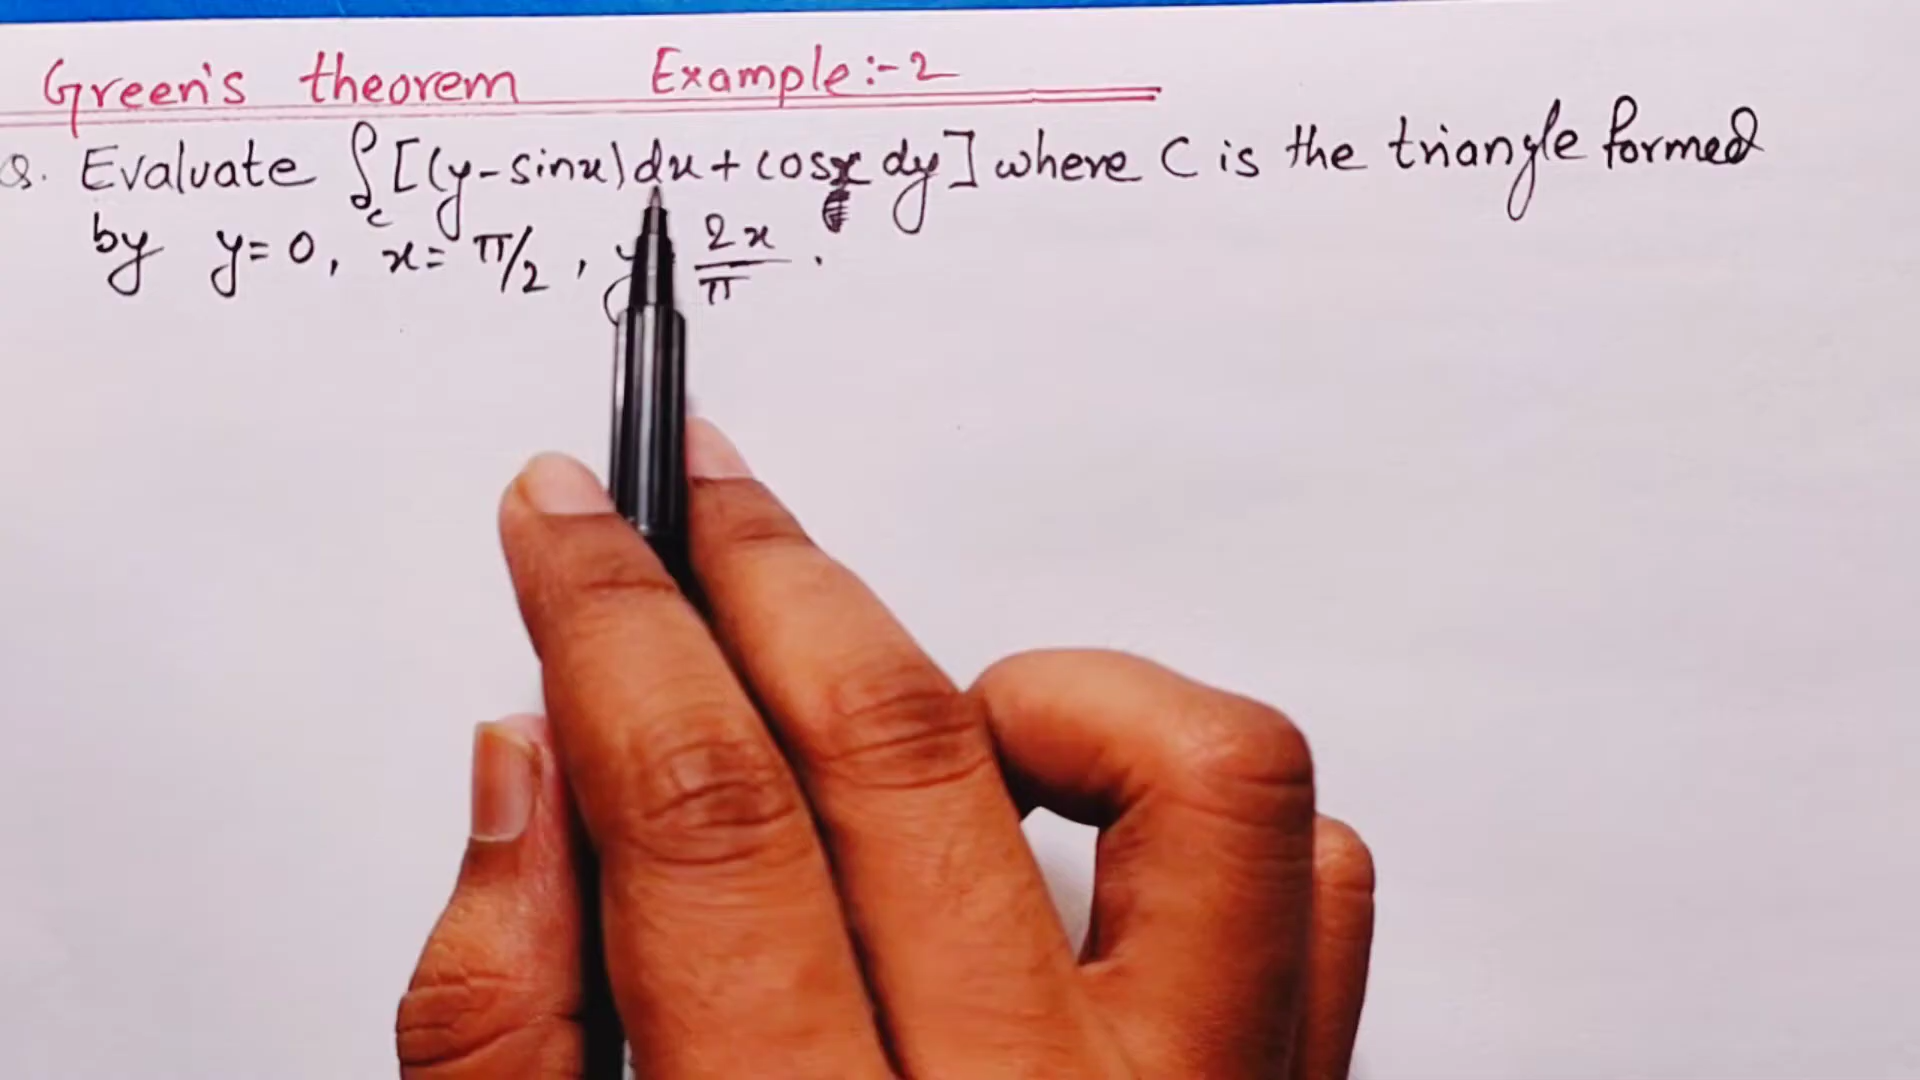 Green's theorem Example:-2
Q. Evaluate ∫c [(y-sinx)dx + cosx dy] where C is the triangle formed
by y=0, x=π/2, y 2x/π.